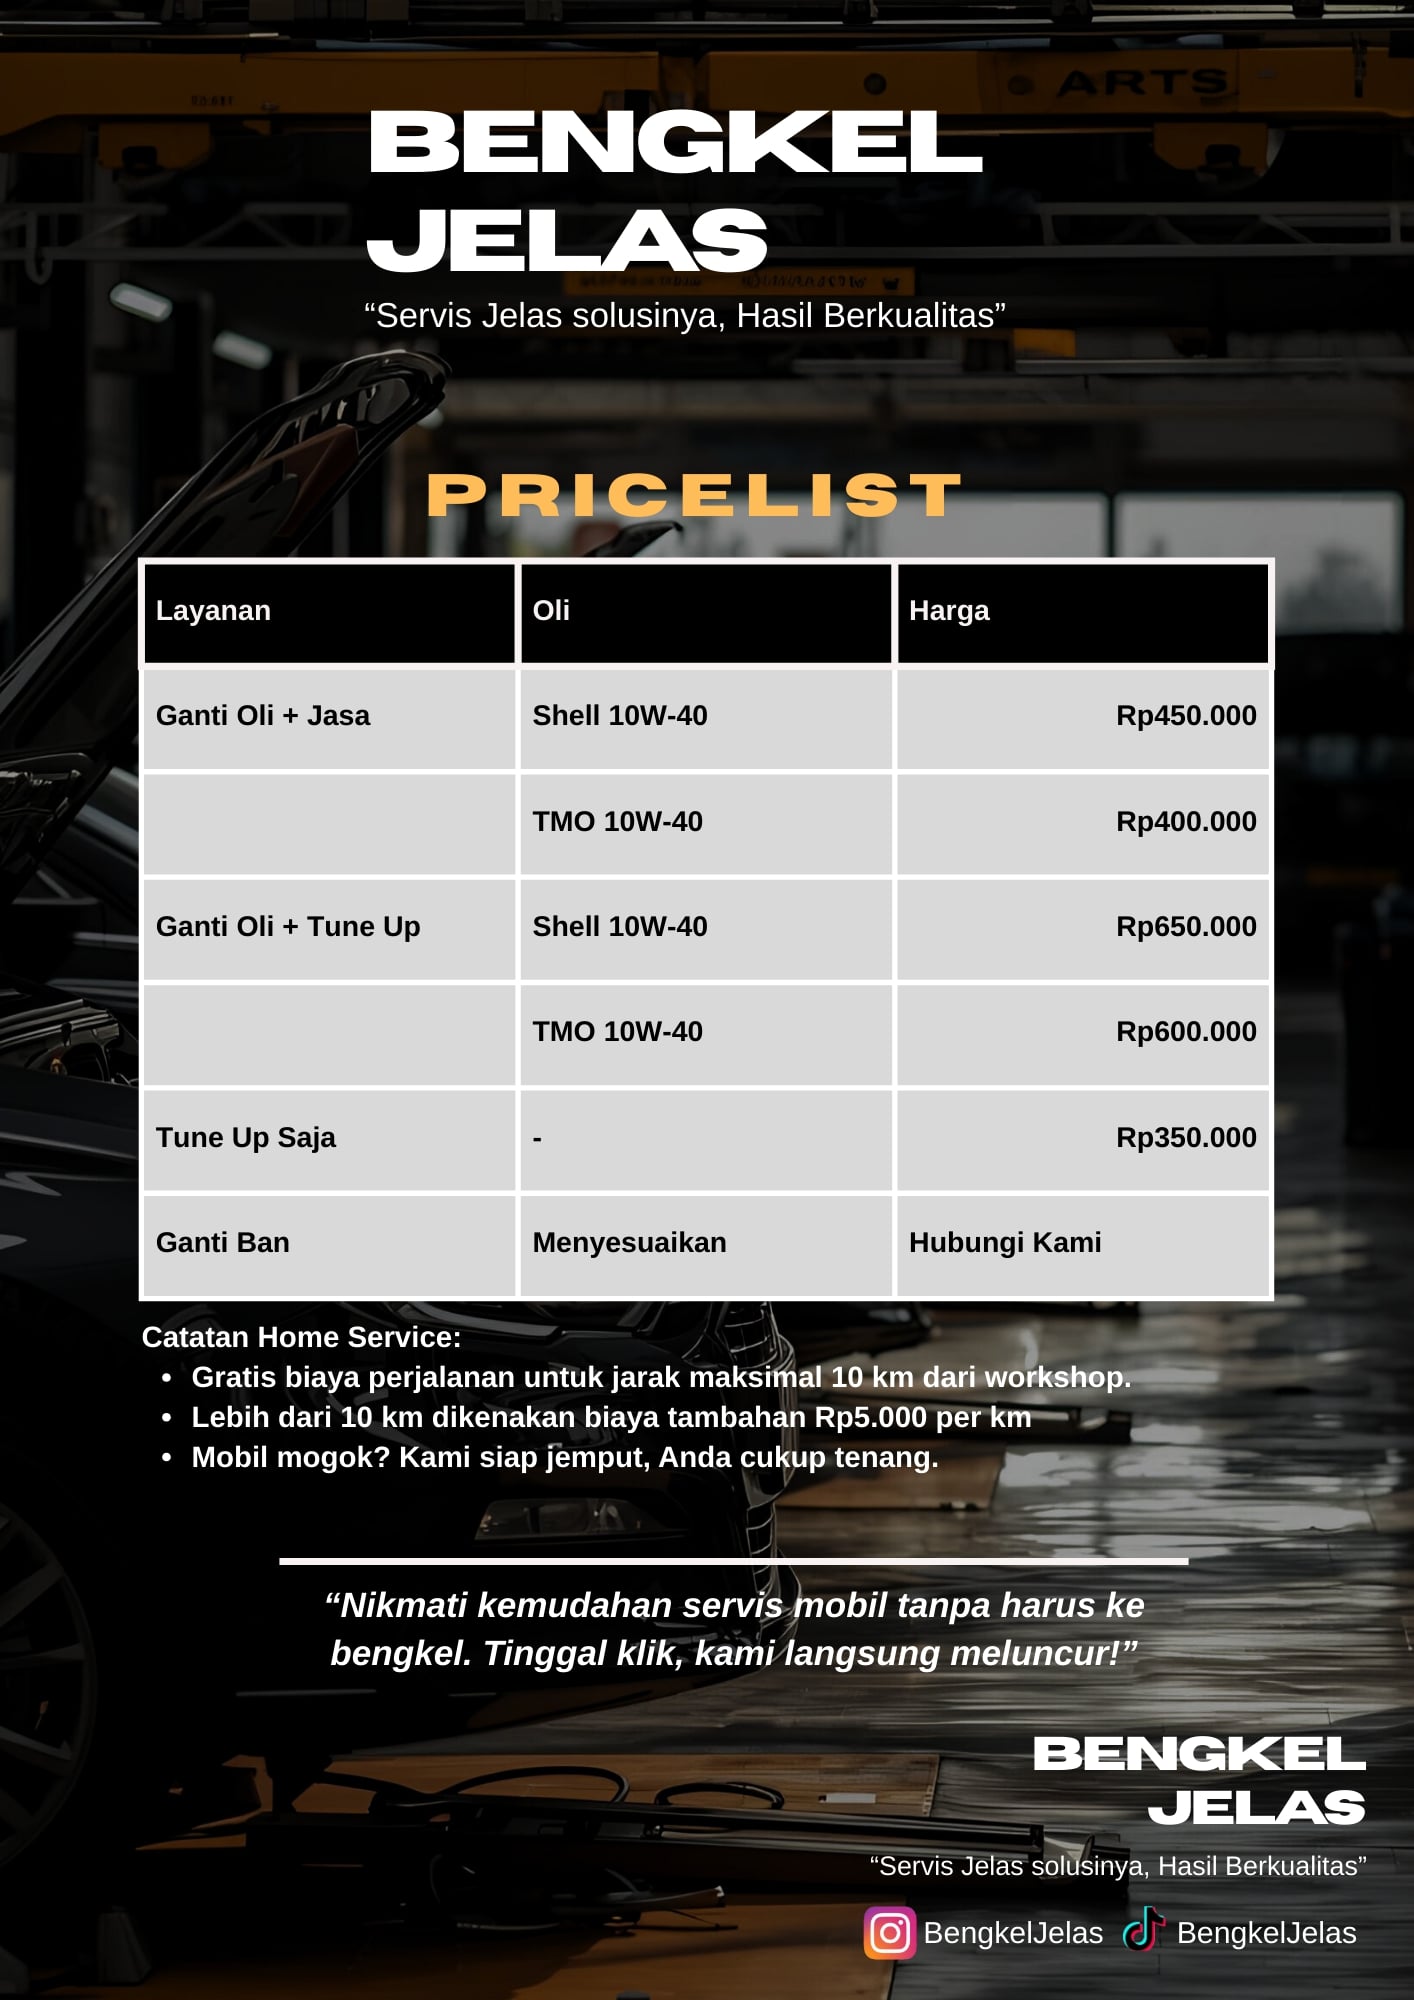 ARTS
BENGKEL
JELAS
“Servis Jelas solusinya, Hasil Berkualitas”
PRICELIST
Layanan Oli Harga
Ganti Oli + Jasa Shell 10W-40 Rp450.000
TMO 10W-40 Rp400.000
Ganti Oli + Tune Up Shell 10W-40 Rp650.000
TMO 10W-40 Rp600.000
Tune Up Saja - Rp350.000
Ganti Ban Menyesuaikan Hubungi Kami
Catatan Home Service:
• Gratis biaya perjalanan untuk jarak maksimal 10 km dari workshop.
• Lebih dari 10 km dikenakan biaya tambahan Rp5.000 per km
• Mobil mogok? Kami siap jemput, Anda cukup tenang.
“Nikmati kemudahan servis mobil tanpa harus ke
bengkel. Tinggal klik, kami langsung meluncur!”
BENGKEL
JELAS
“Servis Jelas solusinya, Hasil Berkualitas”
BengkelJelas BengkelJelas